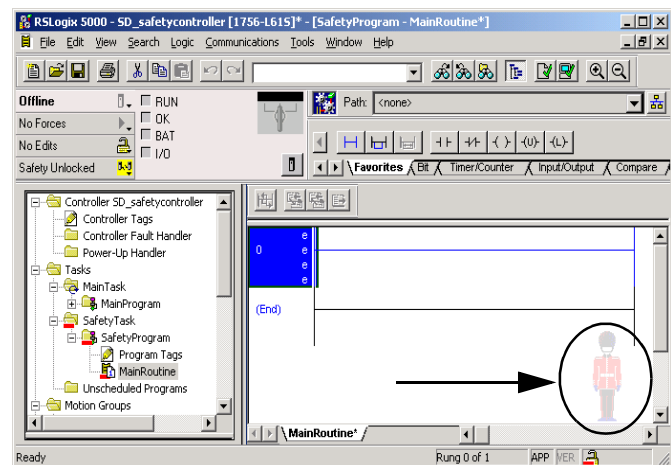 RSLogix 5000 - SD_safetycontroller [1756-L61S]* - [SafetyProgram - MainRoutine*]
File Edit View Search Logic Communications Tools Window Help
Offline
RUN
No Forces
OK
No Edits
BAT
Safety Unlocked
I/O
Path: <none>
Favorites Bit Timer/Counter Input/Output Compare
Controller SD_safetycontroller
Controller Tags
Controller Fault Handler
Power-Up Handler
Tasks
MainTask
MainProgram
SafetyTask
SafetyProgram
Program Tags
MainRoutine
Unscheduled Programs
Motion Groups
0
e
e
e
e
(End)
MainRoutine*
Ready
Rung 0 of 1
APP
VER